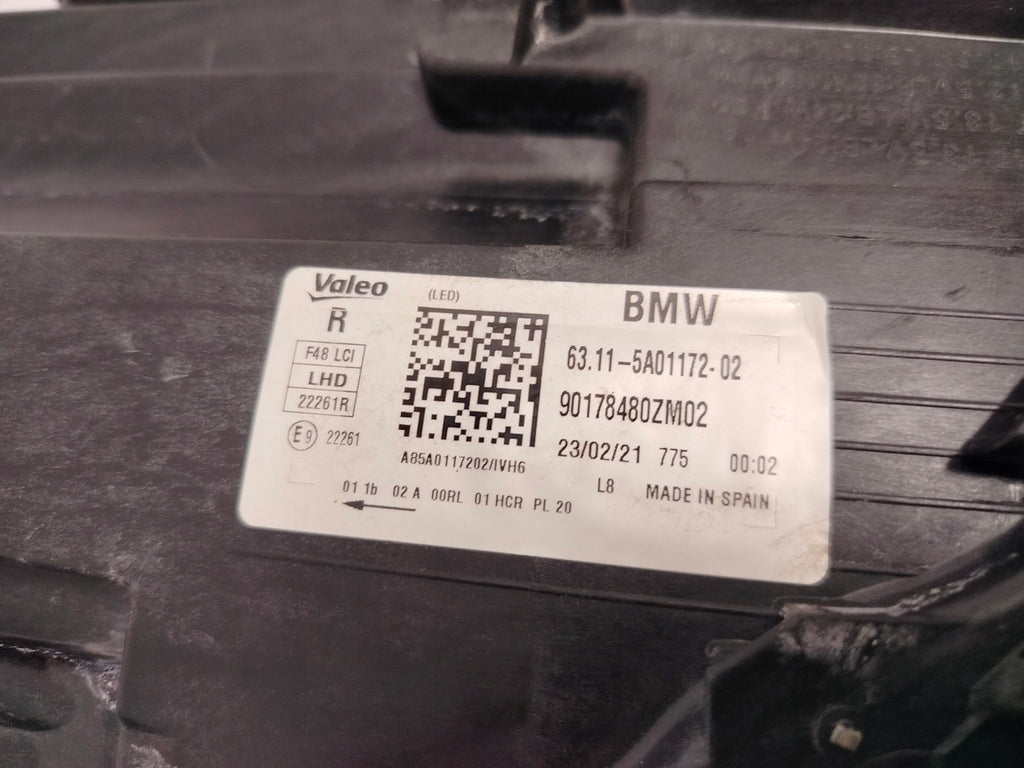 Valeo
(LED)
BMW
R
F48 LCI
LHD
22261R
E9 22261
63.11-5A01172-02
90178480ZM02
23/02/21 775 00:02
A85A0117202/IVH6
L8 MADE IN SPAIN
01 1b 02 A 00RL 01 HCR PL 20